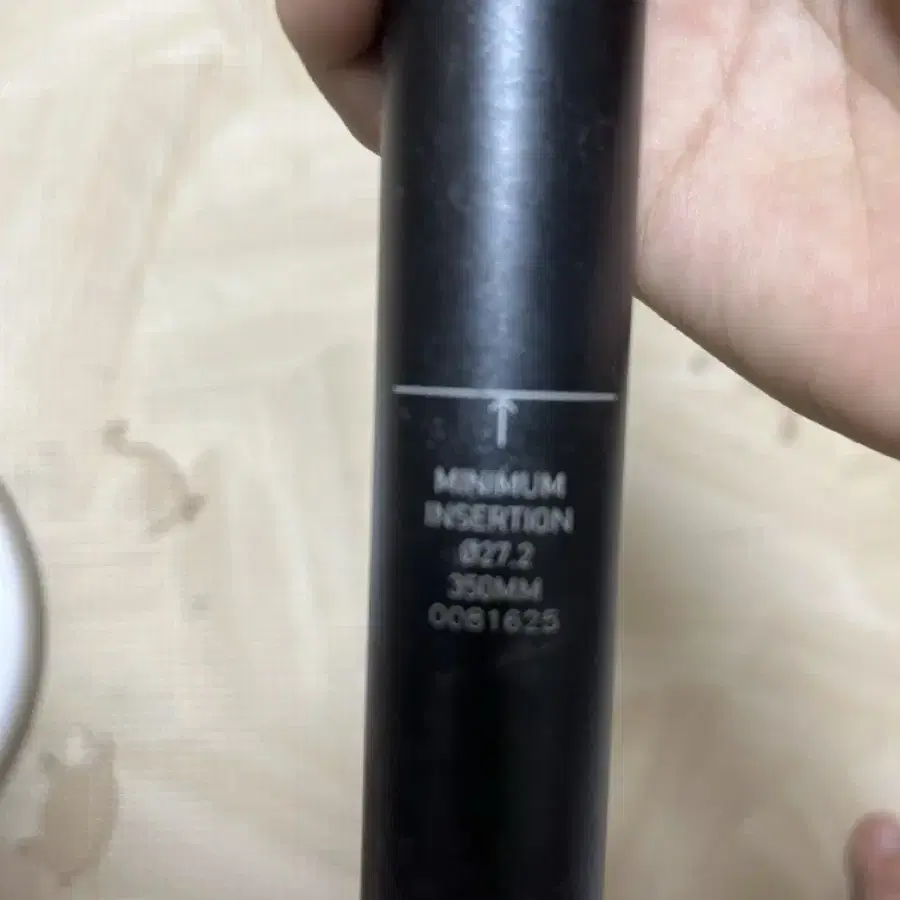 MINIMUM
INSERTION
Ø27.2
350MM
0081625